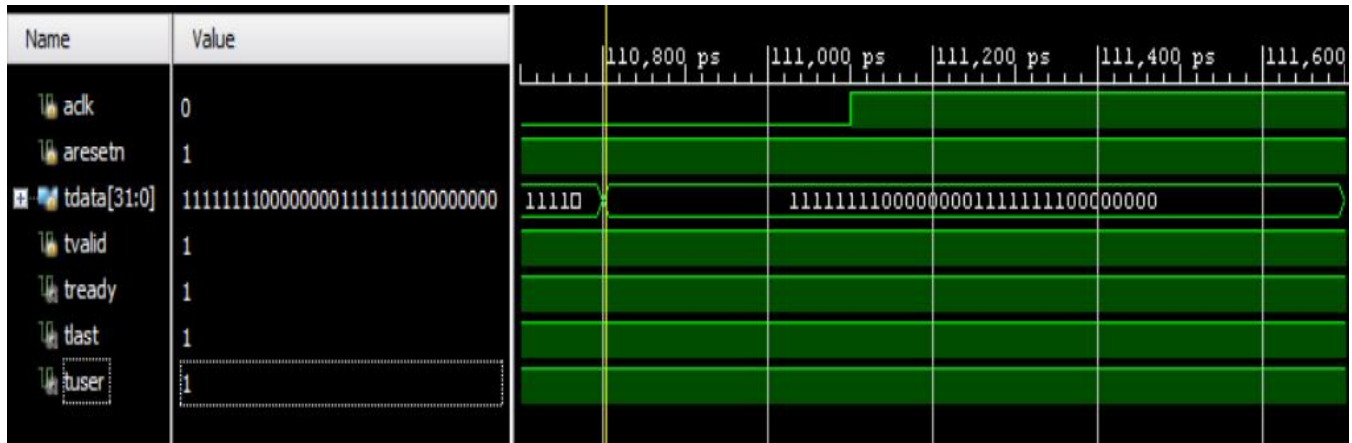 Name Value 110,800 ps 111,000 ps 111,200 ps 111,400 ps 111,600
aclk 0
aresetn 1
tdata[31:0] 11111111000000001111111100000000 1111 11111111000000001111111100000000
tvalid 1
tready 1
tlast 1
tuser 1